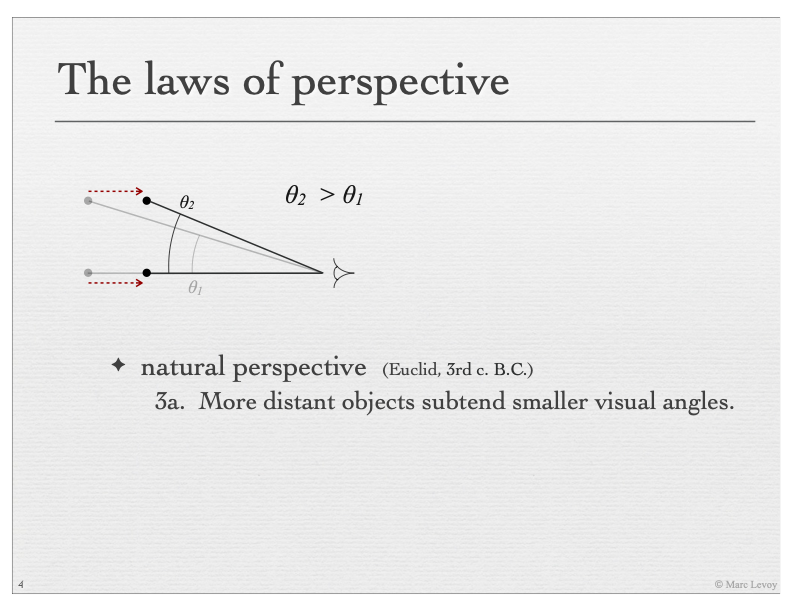 The laws of perspective
θ2
θ2 > θ1
θ1
✦ natural perspective (Euclid, 3rd c. B.C.)
3a. More distant objects subtend smaller visual angles.
4
© Marc Levoy